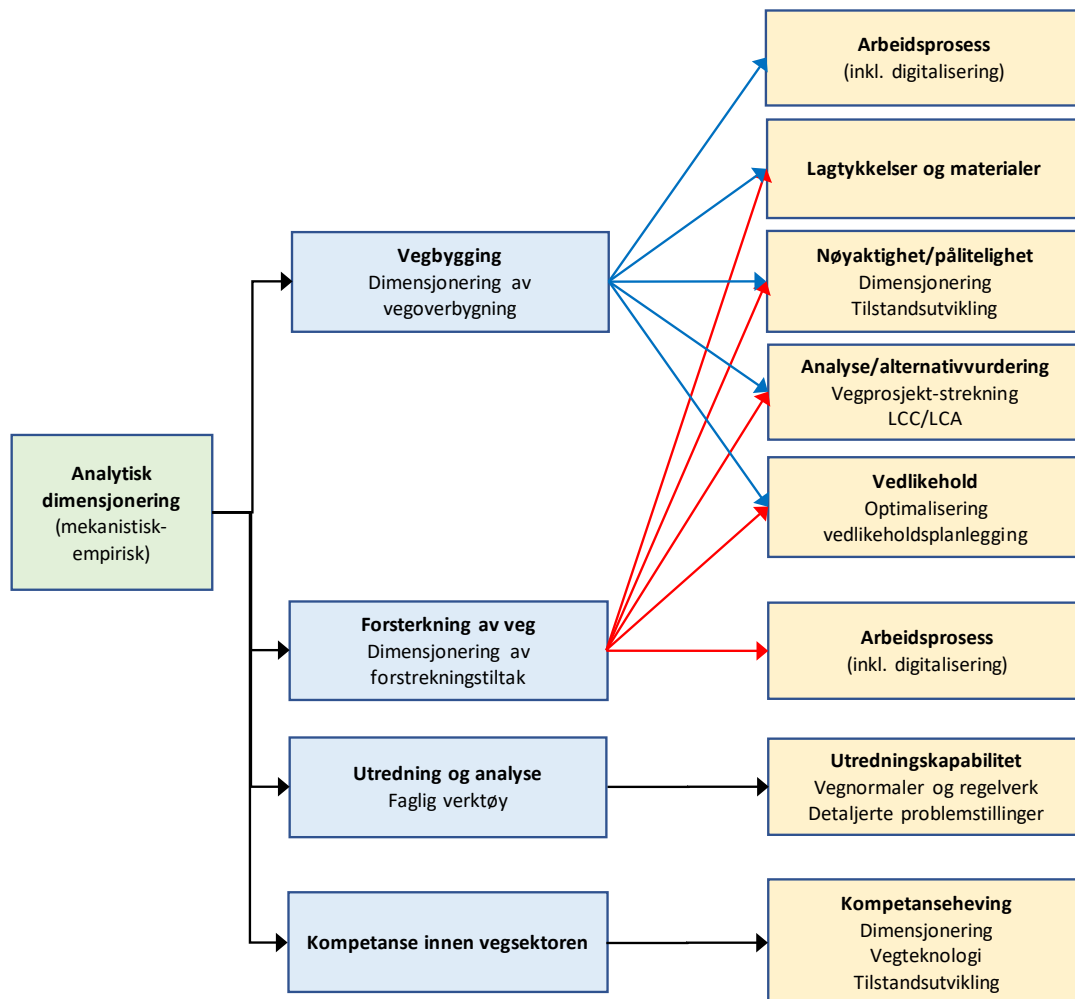 Analytisk
dimensjonering
(mekanistisk-
empirisk)
Vegbygging
Dimensjonering av
vegoverbygning
Forsterkning av veg
Dimensjonering av
forstrekningstiltak
Utredning og analyse
Faglig verktøy
Kompetanse innen vegsektoren
Arbeidsprosess
(inkl. digitalisering)
Lagtykkelser og materialer
Nøyaktighet/pålitelighet
Dimensjonering
Tilstandsutvikling
Analyse/alternativvurdering
Vegprosjekt-strekning
LCC/LCA
Vedlikehold
Optimalisering
vedlikeholdsplanlegging
Arbeidsprosess
(inkl. digitalisering)
Utredningskapabilitet
Vegnormaler og regelverk
Detaljerte problemstillinger
Kompetanseheving
Dimensjonering
Vegteknologi
Tilstandsutvikling